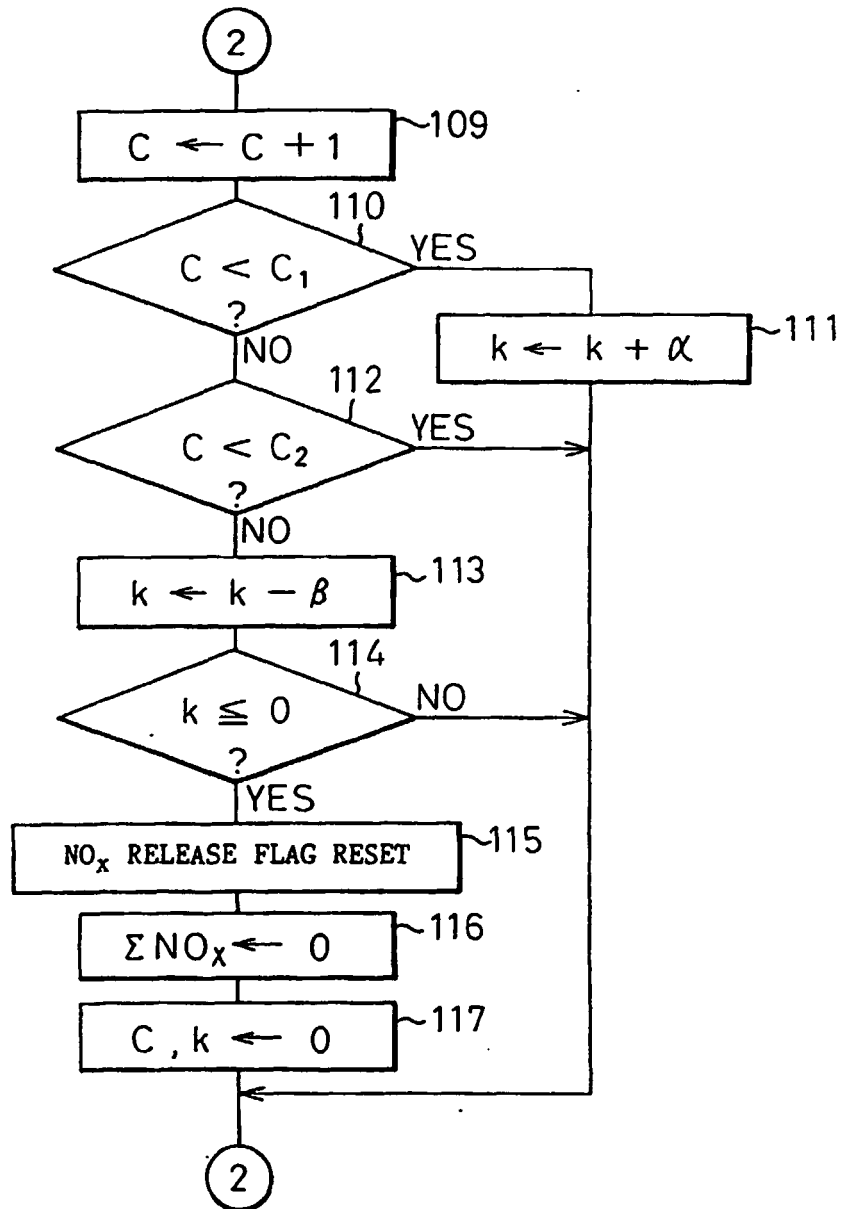 2
C ← C + 1
109
110
C < C₁
?
YES
NO
k ← k + α
111
112
C < C₂
?
YES
NO
k ← k − β
113
114
k ≦ 0
?
NO
YES
NOx RELEASE FLAG RESET
115
ΣNOx ← 0
116
C , k ← 0
117
2